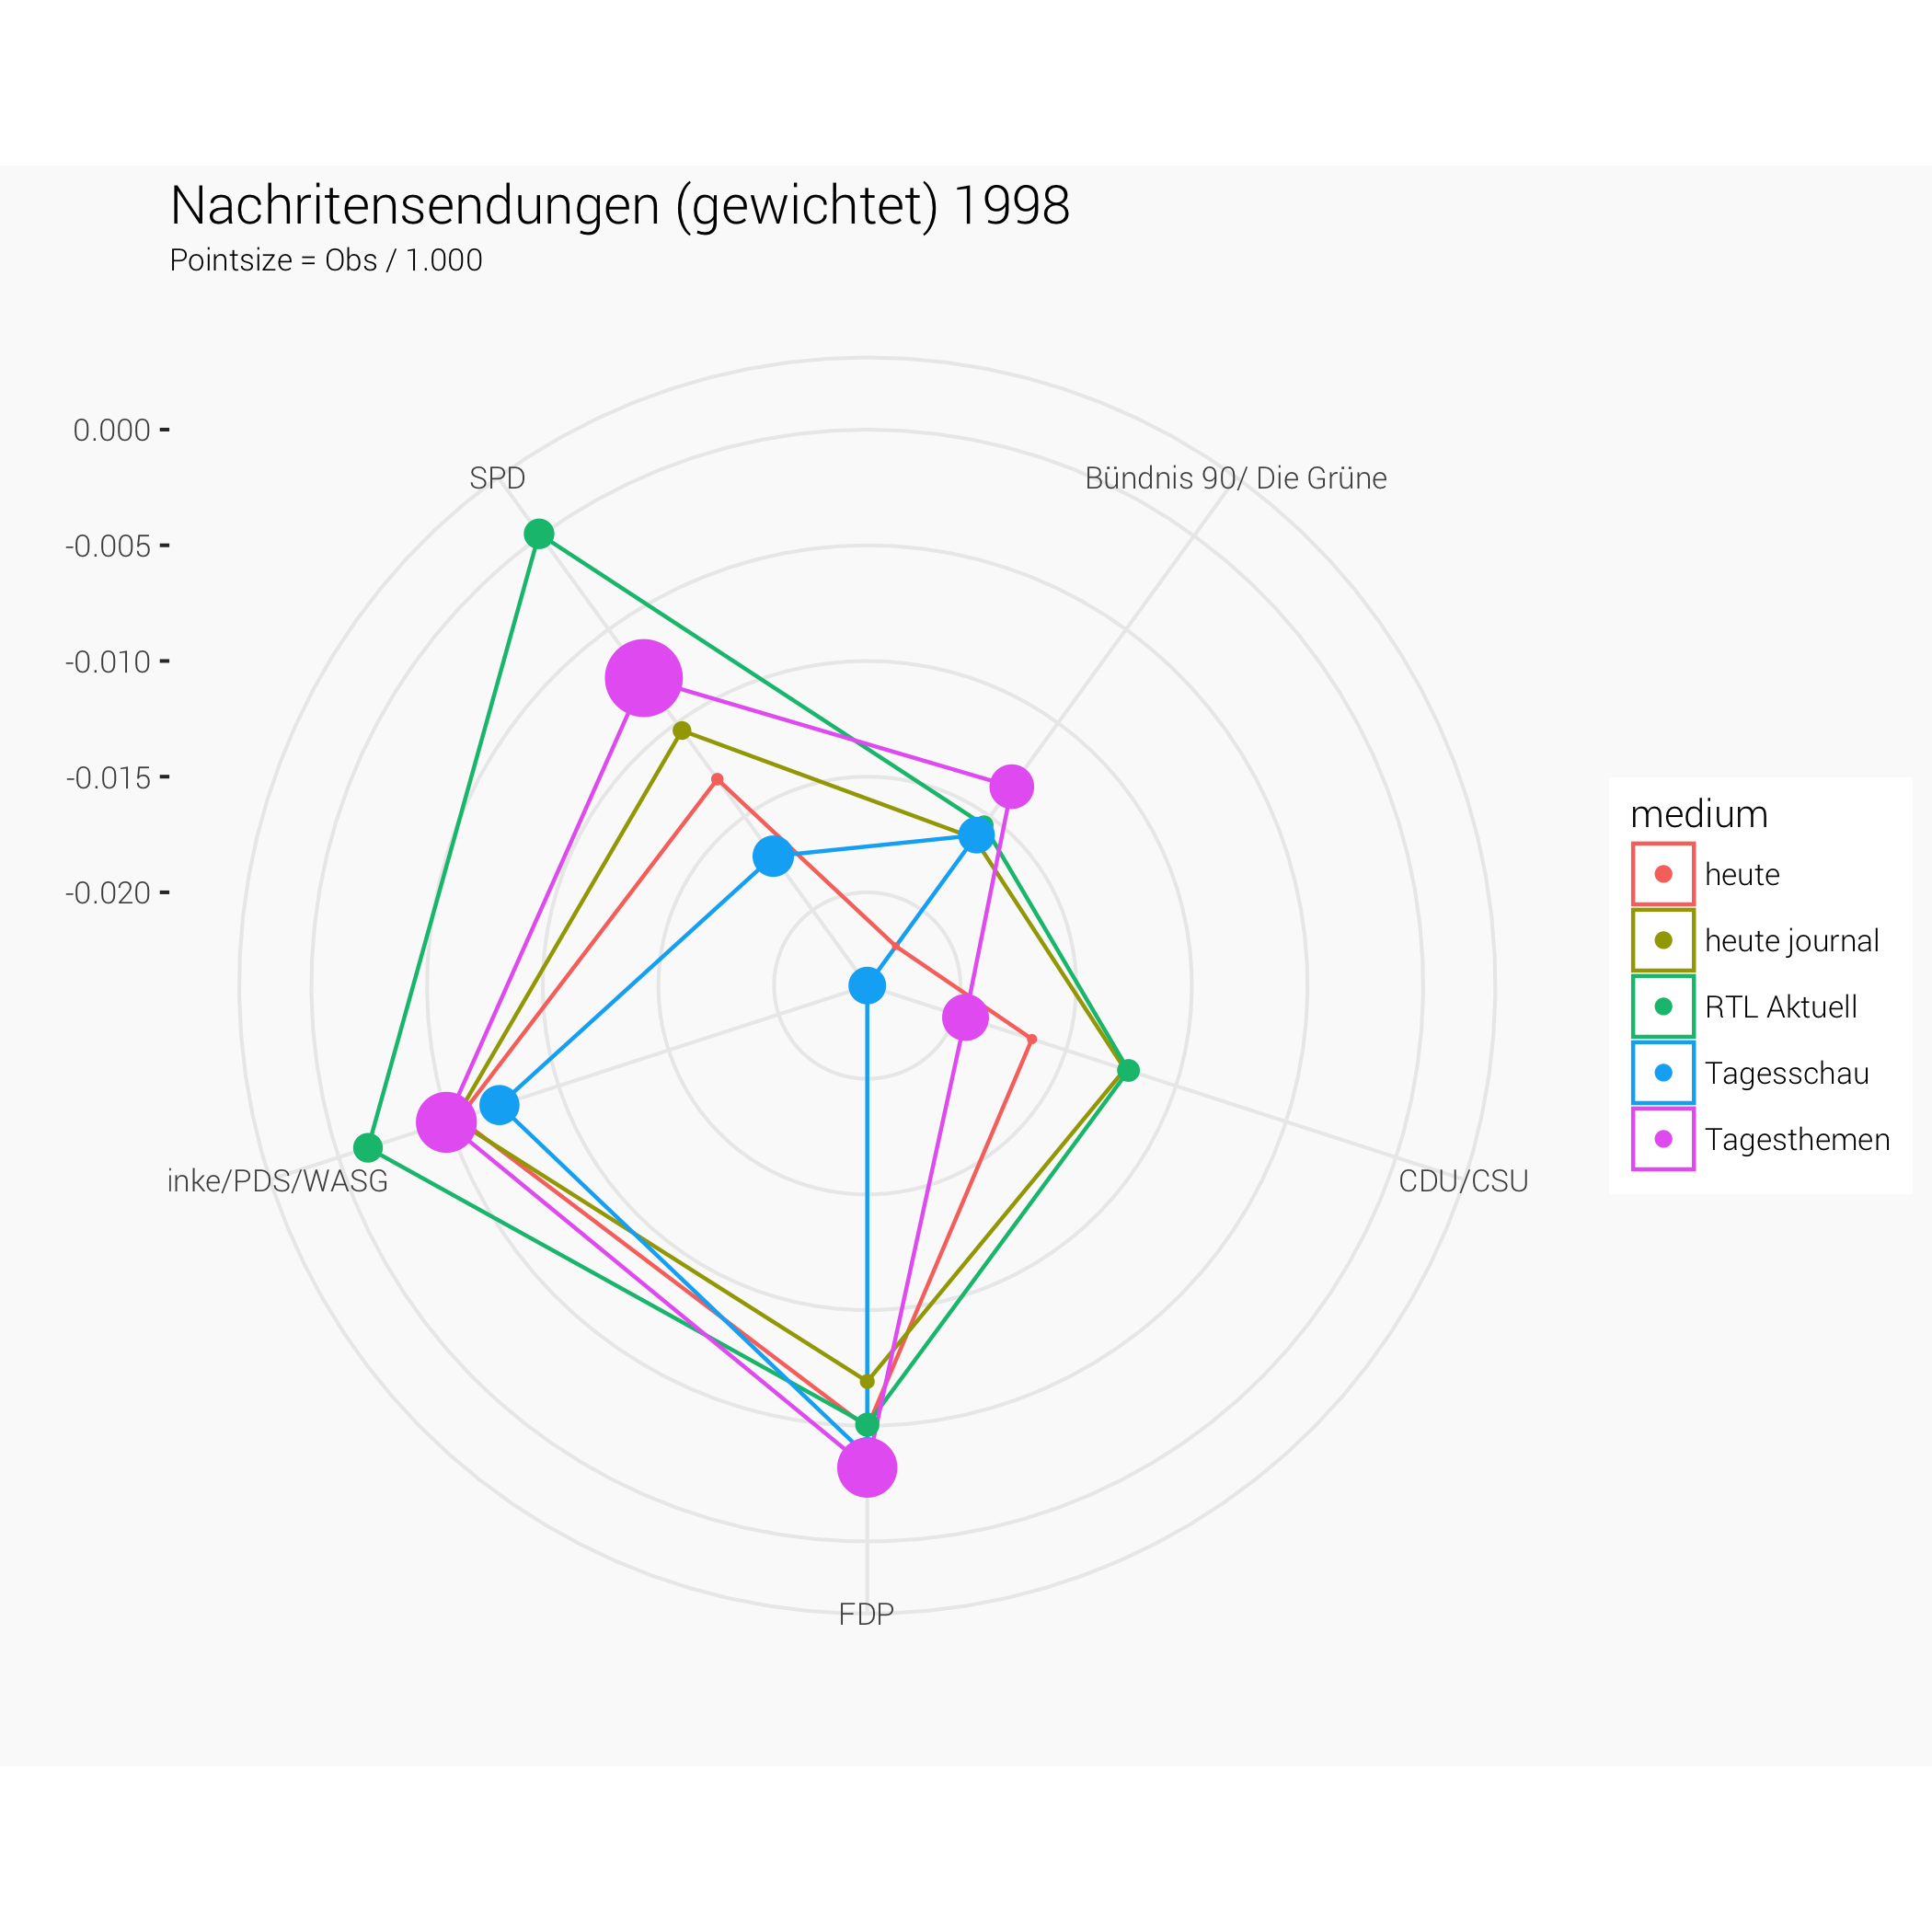 Nachritensendungen (gewichtet) 1998
Pointsize = Obs / 1.000
0.000
-0.005
-0.010
-0.015
-0.020
SPD
Bündnis 90/ Die Grüne
inke/PDS/WASG
CDU/CSU
FDP
medium
heute
heute journal
RTL Aktuell
Tagesschau
Tagesthemen